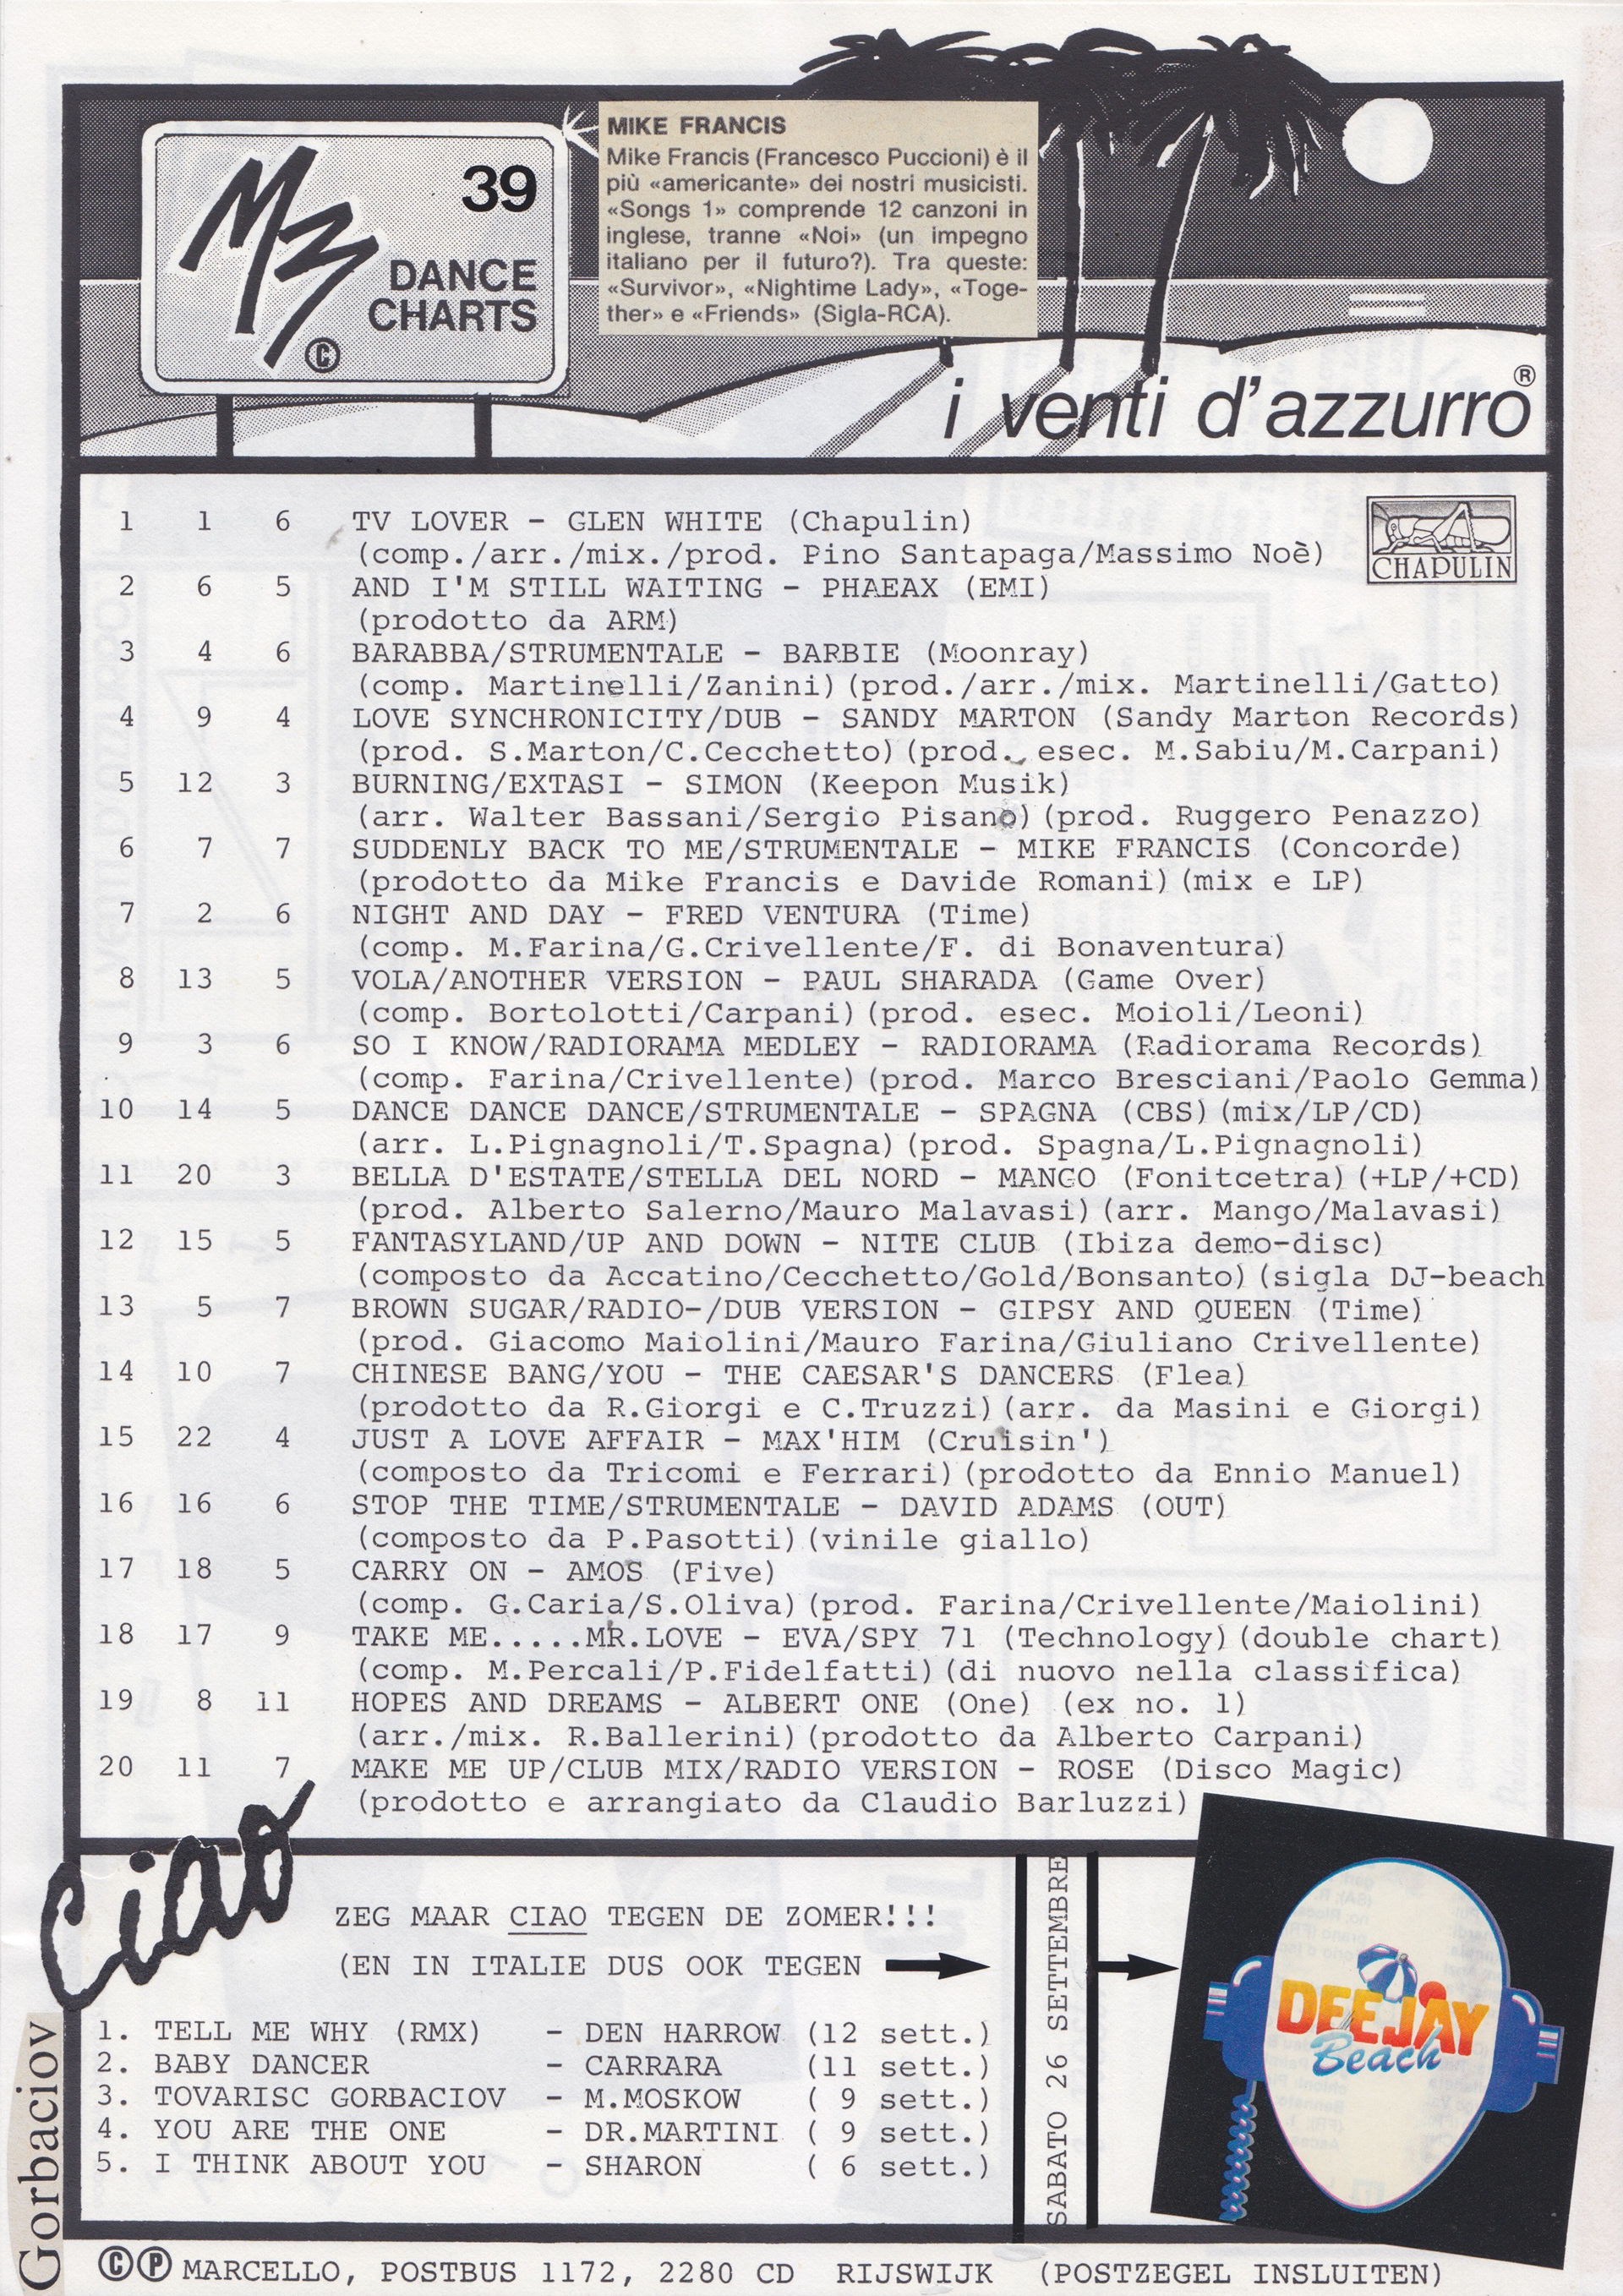 MZ
39
DANCE
CHARTS
©
MIKE FRANCIS
Mike Francis (Francesco Puccioni) è il
più «americante» dei nostri musicisti.
«Songs 1» comprende 12 canzoni in
inglese, tranne «Noi» (un impegno
italiano per il futuro?). Tra queste:
«Survivor», «Nightime Lady», «Toge-
ther» e «Friends» (Sigla-RCA).
i venti d'azzurro®
CHAPULIN
1 1 6 TV LOVER - GLEN WHITE (Chapulin)
(comp./arr./mix./prod. Pino Santapaga/Massimo Noè)
2 6 5 AND I'M STILL WAITING - PHAEAX (EMI)
(prodotto da ARM)
3 4 6 BARABBA/STRUMENTALE - BARBIE (Moonray)
(comp. Martinelli/Zanini)(prod./arr./mix. Martinelli/Gatto)
4 9 4 LOVE SYNCHRONICITY/DUB - SANDY MARTON (Sandy Marton Records)
(prod. S.Marton/C.Cecchetto)(prod. esec. M.Sabiu/M.Carpani)
5 12 3 BURNING/EXTASI - SIMON (Keepon Musik)
(arr. Walter Bassani/Sergio Pisano)(prod. Ruggero Penazzo)
6 7 7 SUDDENLY BACK TO ME/STRUMENTALE - MIKE FRANCIS (Concorde)
(prodotto da Mike Francis e Davide Romani)(mix e LP)
7 2 6 NIGHT AND DAY - FRED VENTURA (Time)
(comp. M.Farina/G.Crivellente/F. di Bonaventura)
8 13 5 VOLA/ANOTHER VERSION - PAUL SHARADA (Game Over)
(comp. Bortolotti/Carpani)(prod. esec. Moioli/Leoni)
9 3 6 SO I KNOW/RADIORAMA MEDLEY - RADIORAMA (Radiorama Records)
(comp. Farina/Crivellente)(prod. Marco Bresciani/Paolo Gemma)
10 14 5 DANCE DANCE DANCE/STRUMENTALE - SPAGNA (CBS)(mix/LP/CD)
(arr. L.Pignagnoli/T.Spagna)(prod. Spagna/L.Pignagnoli)
11 20 3 BELLA D'ESTATE/STELLA DEL NORD - MANGO (Fonitcetra)(+LP/+CD)
(prod. Alberto Salerno/Mauro Malavasi)(arr. Mango/Malavasi)
12 15 5 FANTASYLAND/UP AND DOWN - NITE CLUB (Ibiza demo-disc)
(composto da Accatino/Cecchetto/Gold/Bonsanto)(sigla DJ-beach
13 5 7 BROWN SUGAR/RADIO-/DUB VERSION - GIPSY AND QUEEN (Time)
(prod. Giacomo Maiolini/Mauro Farina/Giuliano Crivellente)
14 10 7 CHINESE BANG/YOU - THE CAESAR'S DANCERS (Flea)
(prodotto da R.Giorgi e C.Truzzi)(arr. da Masini e Giorgi)
15 22 4 JUST A LOVE AFFAIR - MAX'HIM (Cruisin')
(composto da Tricomi e Ferrari)(prodotto da Ennio Manuel)
16 16 6 STOP THE TIME/STRUMENTALE - DAVID ADAMS (OUT)
(composto da P.Pasotti)(vinile giallo)
17 18 5 CARRY ON - AMOS (Five)
(comp. G.Caria/S.Oliva)(prod. Farina/Crivellente/Maiolini)
18 17 9 TAKE ME.....MR.LOVE - EVA/SPY 71 (Technology)(double chart)
(comp. M.Percali/P.Fidelfatti)(di nuovo nella classifica)
19 8 11 HOPES AND DREAMS - ALBERT ONE (One) (ex no. 1)
(arr./mix. R.Ballerini)(prodotto da Alberto Carpani)
20 11 7 MAKE ME UP/CLUB MIX/RADIO VERSION - ROSE (Disco Magic)
(prodotto e arrangiato da Claudio Barluzzi)
Ciao
ZEG MAAR CIAO TEGEN DE ZOMER!!!
(EN IN ITALIE DUS OOK TEGEN
1. TELL ME WHY (RMX) - DEN HARROW (12 sett.)
2. BABY DANCER - CARRARA (11 sett.)
3. TOVARISC GORBACIOV - M.MOSKOW ( 9 sett.)
4. YOU ARE THE ONE - DR.MARTINI ( 9 sett.)
5. I THINK ABOUT YOU - SHARON ( 6 sett.)
Gorbaciov
SABATO 26 SETTEMBRE
DEEJAY
Beach
©Ⓟ MARCELLO, POSTBUS 1172, 2280 CD RIJSWIJK (POSTZEGEL INSLUITEN)